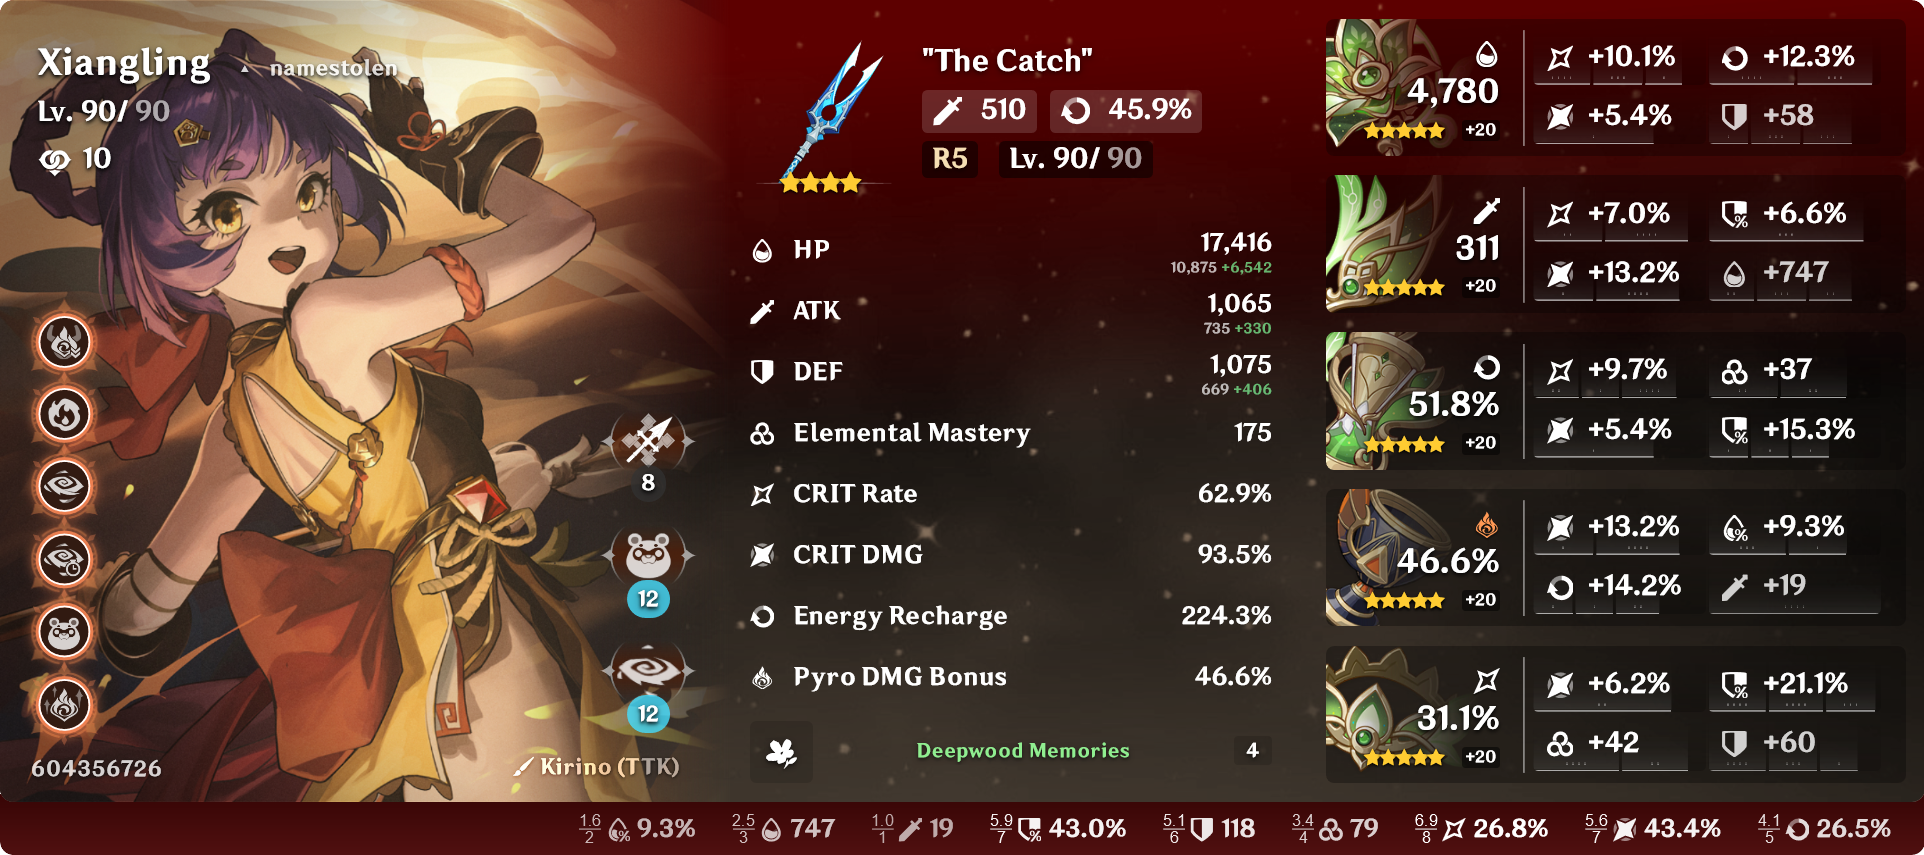 Xiangling ▲ namestolen
Lv. 90/ 90
10
8
12
12
604356726
Kirino (TTK)
"The Catch"
510 45.9%
R5 Lv. 90/ 90
HP 17,416
10,875 +6,542
ATK 1,065
735 +330
DEF 1,075
669 +406
Elemental Mastery 175
CRIT Rate 62.9%
CRIT DMG 93.5%
Energy Recharge 224.3%
Pyro DMG Bonus 46.6%
Deepwood Memories 4
4,780
+20
+10.1% +12.3%
+5.4% +58
311
+20
+7.0% +6.6%
+13.2% +747
51.8%
+20
+9.7% +37
+5.4% +15.3%
46.6%
+20
+13.2% +9.3%
+14.2% +19
31.1%
+20
+6.2% +21.1%
+42 +60
1.6 2 9.3% 2.5 3 747 1.0 1 19 5.9 7 43.0% 5.1 6 118 3.4 4 79 6.9 8 26.8% 5.6 7 43.4% 4.1 5 26.5%